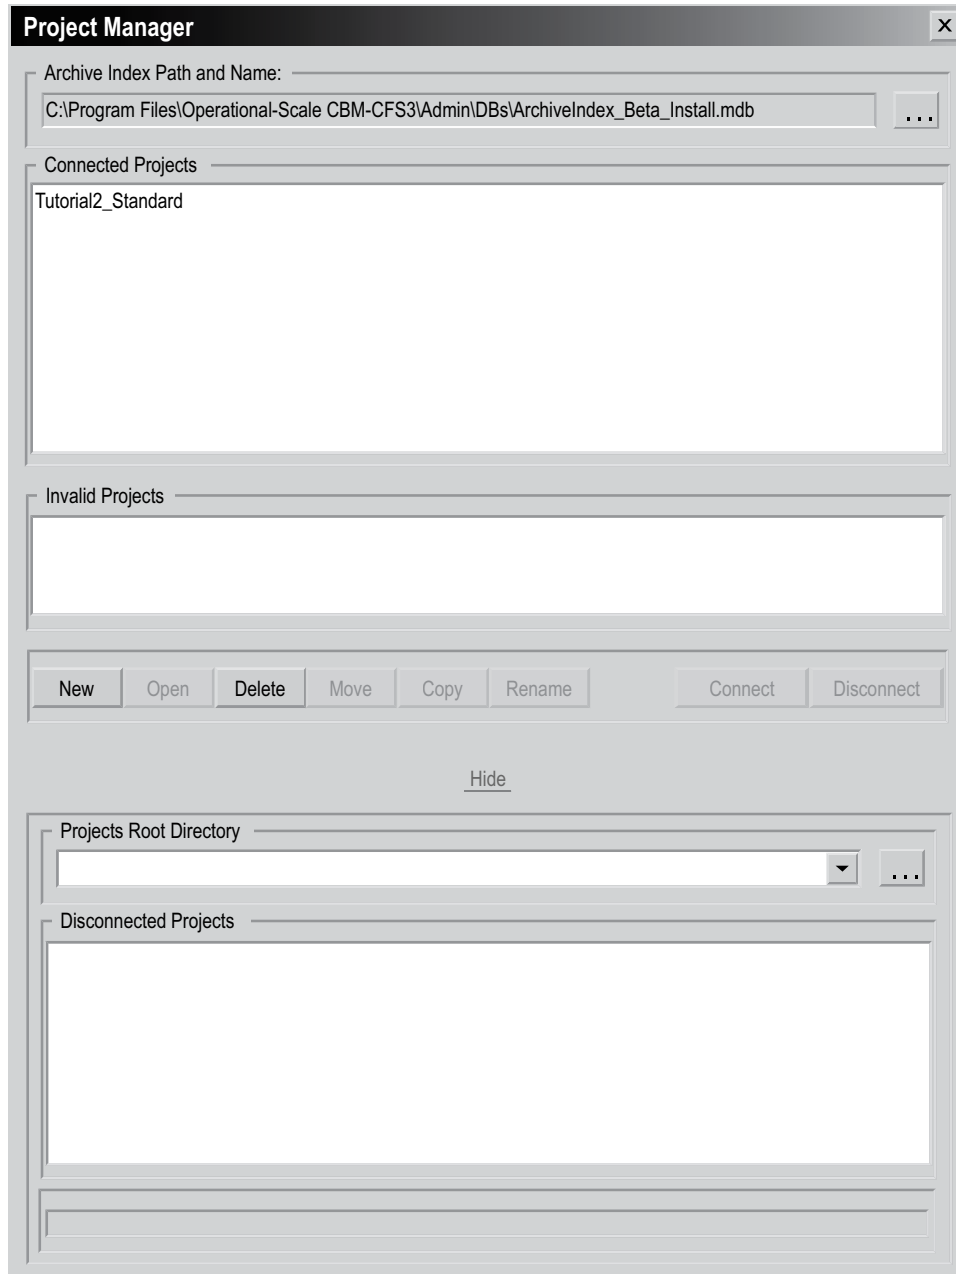 Project Manager
X
Archive Index Path and Name:
C:\Program Files\Operational-Scale CBM-CFS3\Admin\DBs\ArchiveIndex_Beta_Install.mdb
...
Connected Projects
Tutorial2_Standard
Invalid Projects
New Open Delete Move Copy Rename Connect Disconnect
Hide
Projects Root Directory
...
Disconnected Projects